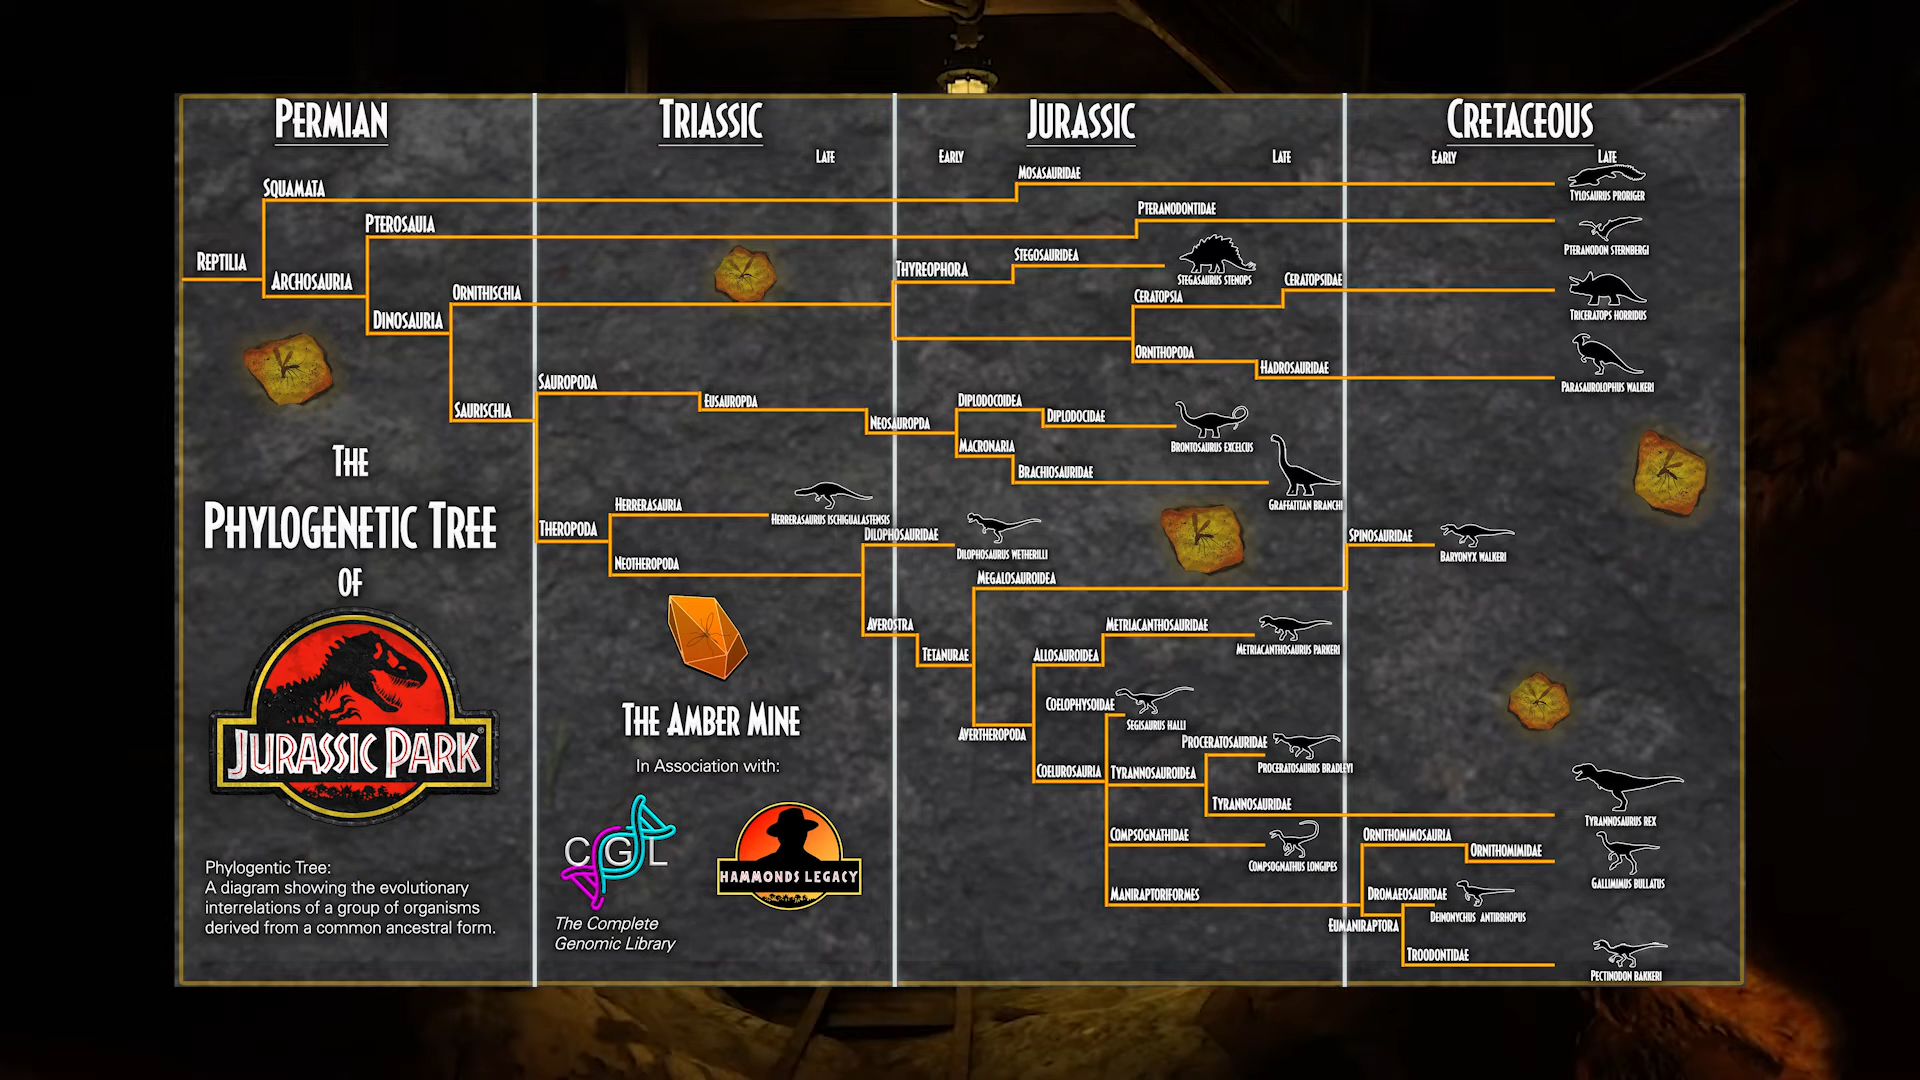 PERMIAN
TRIASSIC
JURASSIC
CRETACEOUS
LATE
EARLY
LATE
EARLY
LATE
MOSASAURIDAE
SQUAMATA
TYLOSAURUS PRORIGER
PTERANODONTIDAE
PTEROSAUIA
PTERANODON STERNBERGI
REPTILIA
ARCHOSAURIA
THYREOPHORA
STEGOSAURIDEA
STEGASAURUS STENOPS
CERATOPSIDAE
ORNITHISCHIA
CERATOPSIA
TRICERATOPS HORRIDUS
DINOSAURIA
ORNITHOPODA
HADROSAURIDAE
PARASAUROLOPHUS WALKERI
SAUROPODA
EUSAUROPDA
SAURISCHIA
NEOSAUROPDA
DIPLODOCOIDEA
DIPLODOCIDAE
BRONTOSAURUS EXCELCUS
MACRONARIA
BRACHIOSAURIDAE
GRAFFATITAN BRANCHI
THE
PHYLOGENETIC TREE
OF
JURASSIC PARK
®
HERRERASAURIA
HERRERASAURUS ISCHIGUALASTENSIS
THEROPODA
NEOTHEROPODA
DILOPHOSAURIDAE
DILOPHOSAURUS WETHERILLI
SPINOSAURIDAE
BARYONYX WALKERI
MEGALOSAUROIDEA
AVEROSTRA
TETANURAE
METRIACANTHOSAURIDAE
METRIACANTHOSAURUS PARKERI
ALLOSAUROIDEA
COELOPHYSOIDAE
SEGISAURUS HALLI
AVERTHEROPODA
PROCERATOSAURIDAE
PROCERATOSAURUS BRADLEYI
COELUROSAURIA
TYRANNOSAUROIDEA
TYRANNOSAURIDAE
TYRANNOSAURUS REX
COMPSOGNATHIDAE
COMPSOGNATHUS LONGIPES
ORNITHOMIMOSAURIA
ORNITHOMIMIDAE
GALLIMIMUS BULLATUS
MANIRAPTORIFORMES
DROMAEOSAURIDAE
DEINONYCHUS ANTIRRHOPUS
EUMANIRAPTORA
TROODONTIDAE
PECTINODON BAKKERI
THE AMBER MINE
In Association with:
CGL
HAMMONDS LEGACY
The Complete
Genomic Library
Phylogentic Tree:
A diagram showing the evolutionary
interrelations of a group of organisms
derived from a common ancestral form.